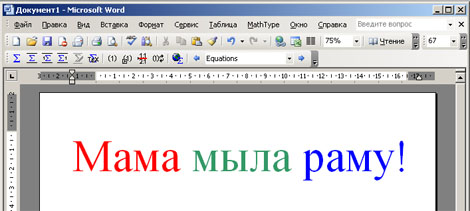 Документ1 - Microsoft Word
Файл Правка Вид Вставка Формат Сервис Таблица MathType Окно Справка Введите вопрос
75% Чтение 67
Equations
Мама мыла раму!